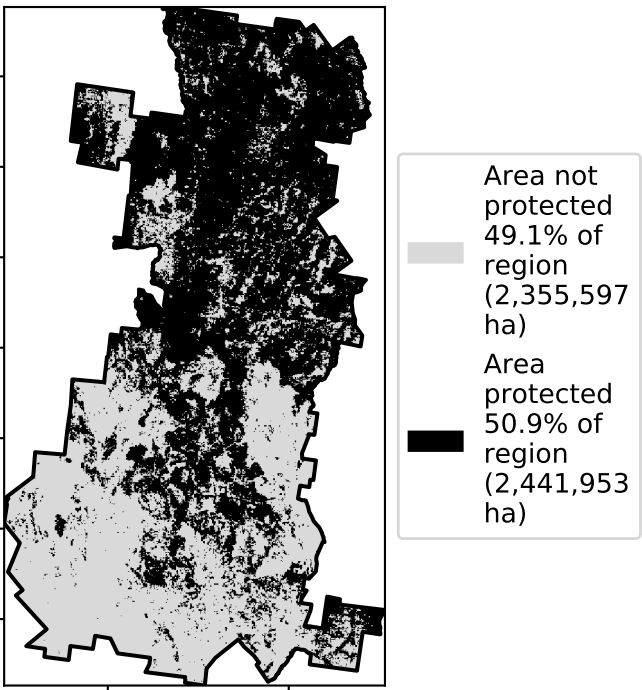 Area not
protected
49.1% of
region
(2,355,597
ha)
Area
protected
50.9% of
region
(2,441,953
ha)